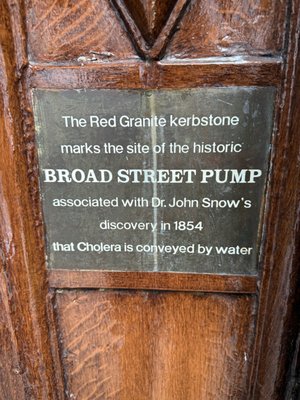 The Red Granite kerbstone
marks the site of the historic
BROAD STREET PUMP
associated with Dr. John Snow's
discovery in 1854
that Cholera is conveyed by water